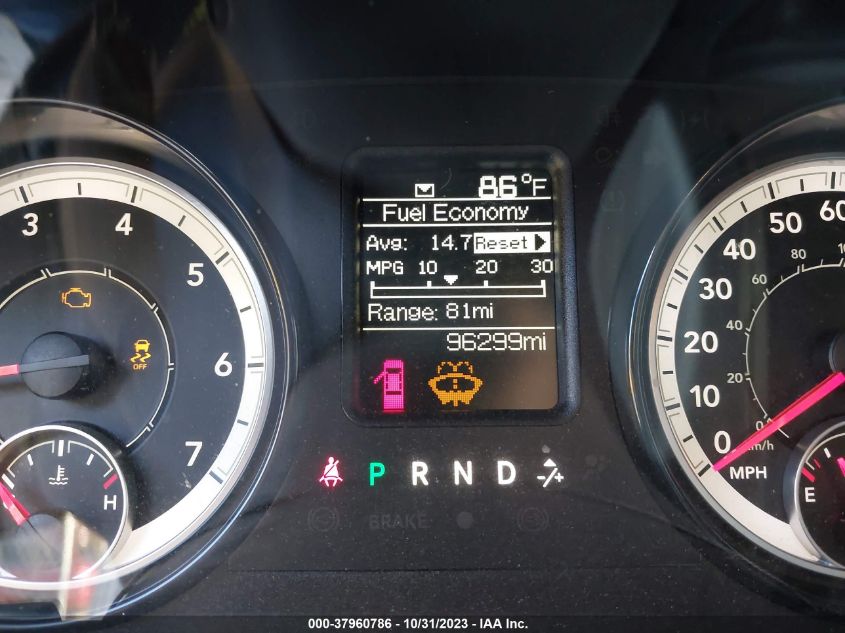 86°F
Fuel Economy
Avg: 14.7 Reset
MPG 10 20 30
Range: 81mi
96299mi
3 4 5 6 7
OFF
H
P R N D -/+
BRAKE
0 10 20 30 40 50 60
0 20 40 60 80
MPH
km/h
E
000-37960786 - 10/31/2023 - IAA Inc.